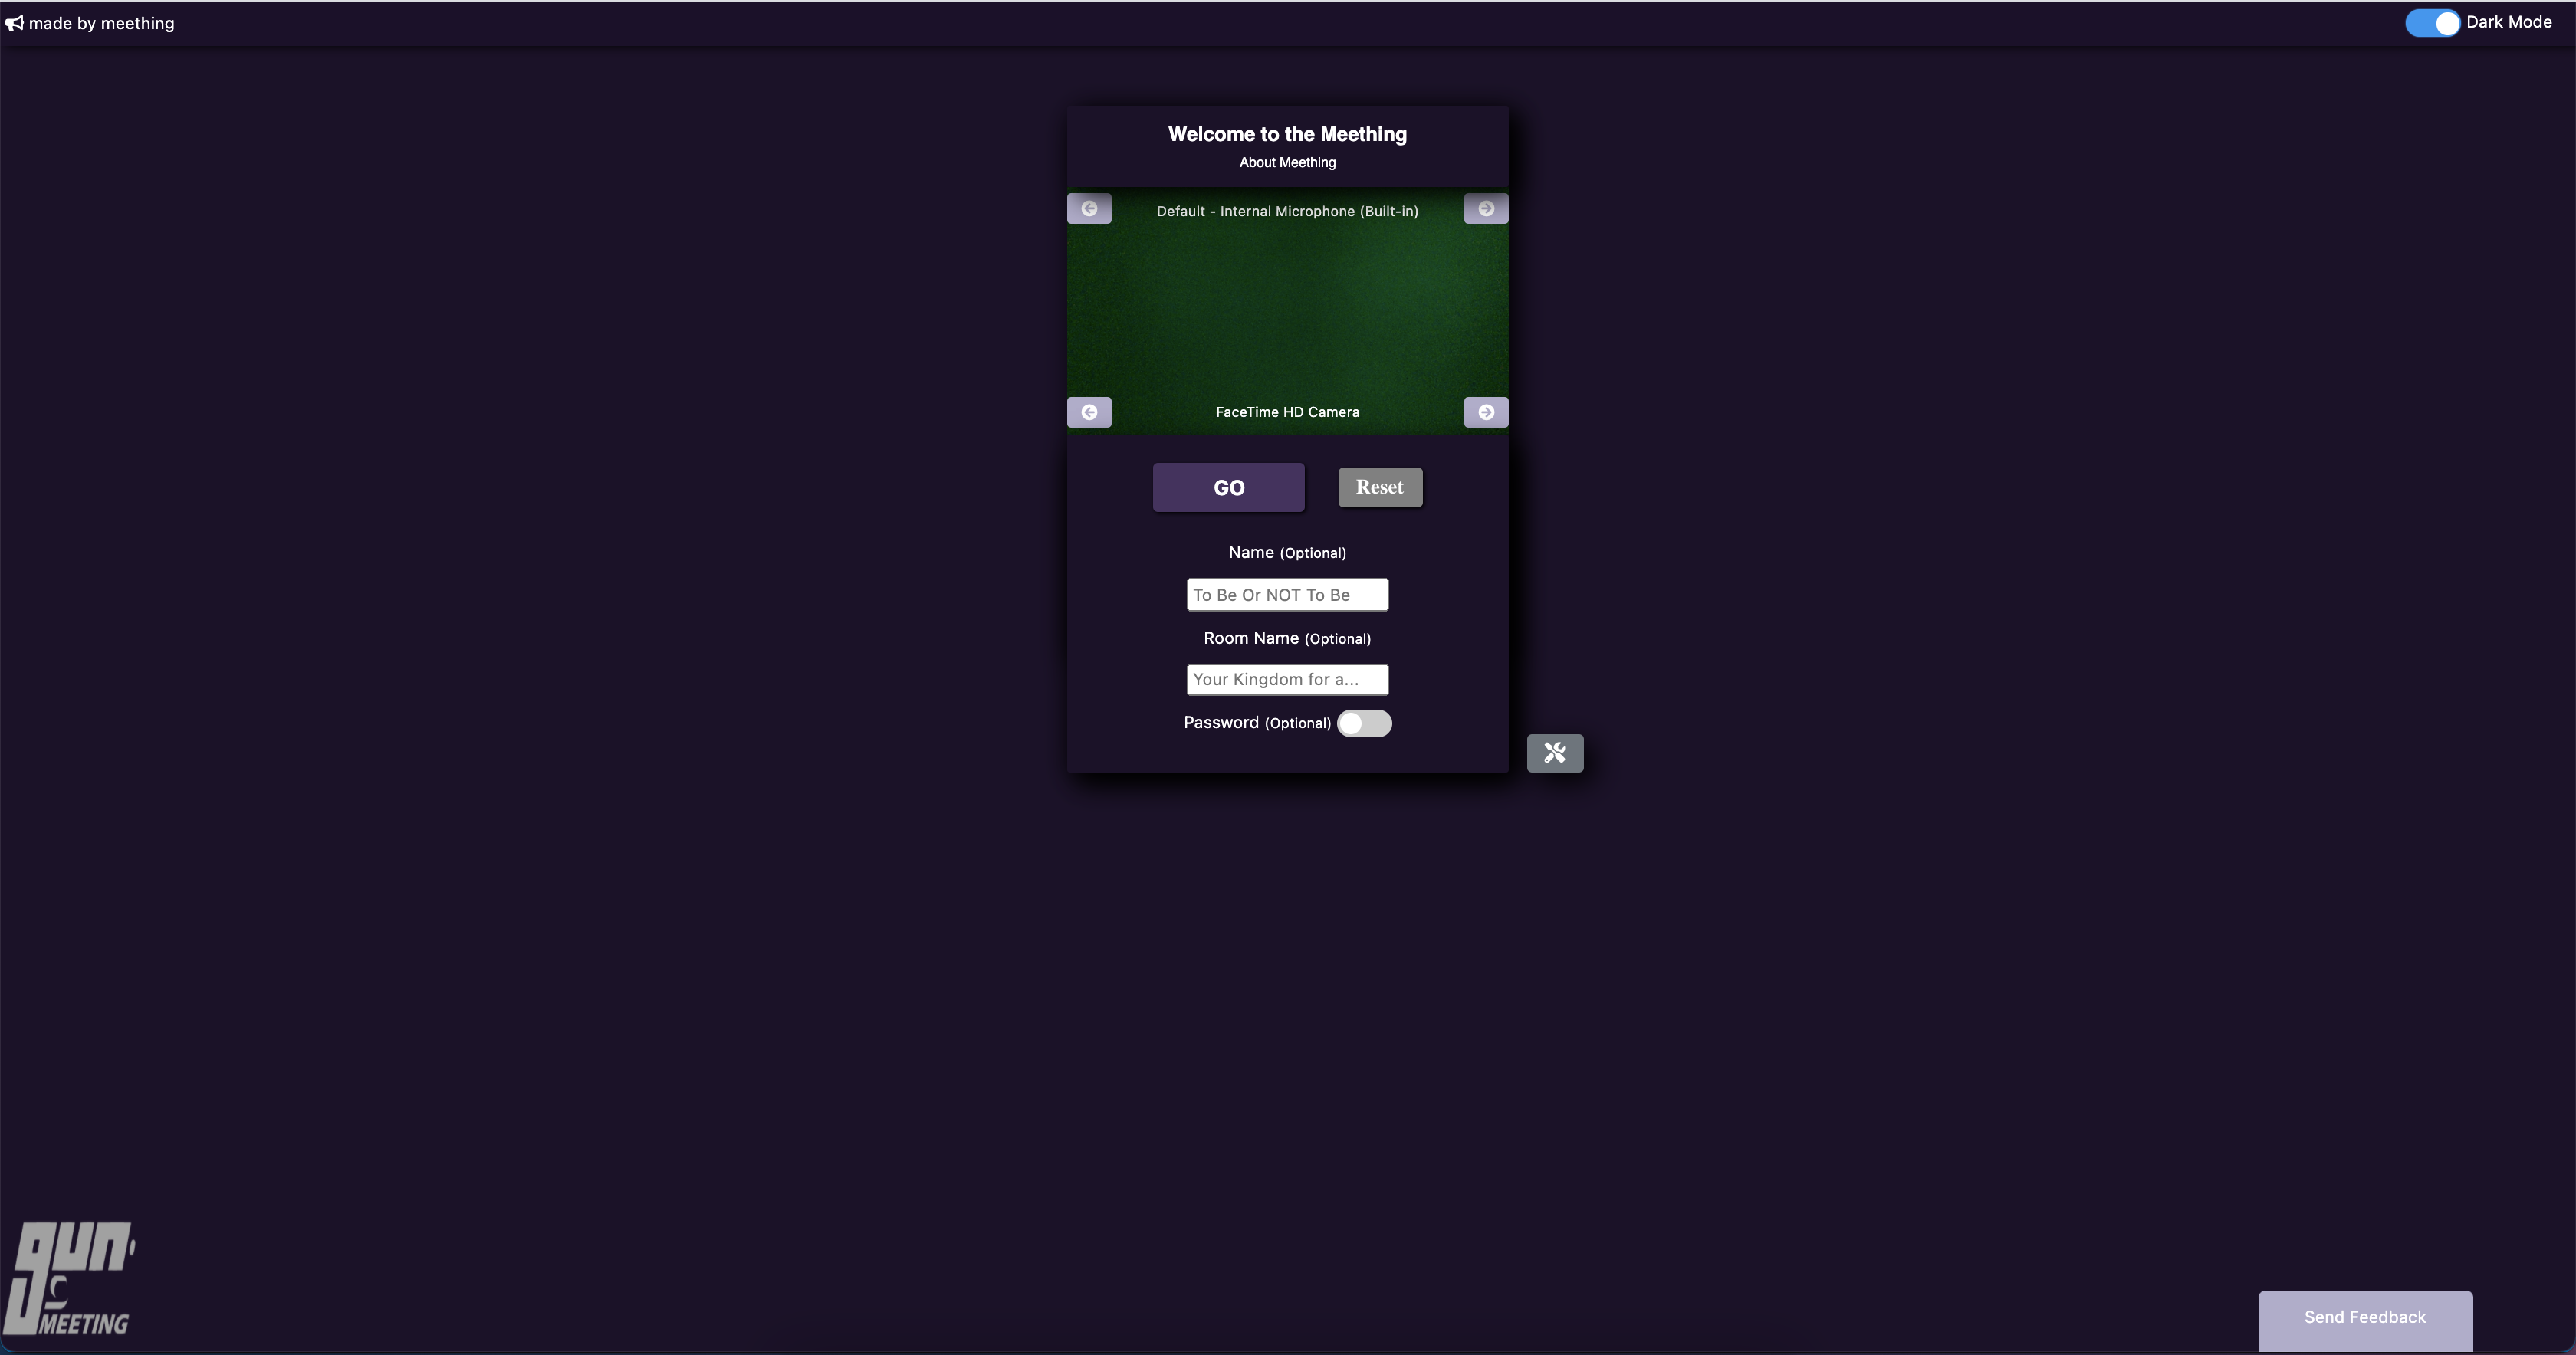 made by meething
Dark Mode
Welcome to the Meething
About Meething
Default - Internal Microphone (Built-in)
FaceTime HD Camera
GO
Reset
Name (Optional)
To Be Or NOT To Be
Room Name (Optional)
Your Kingdom for a...
Password (Optional)
gun
MEETING
Send Feedback